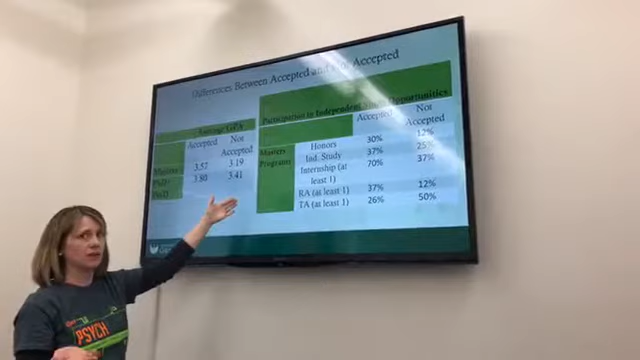 Differences Between Accepted and Not Accepted
Average GPA
Accepted Not Accepted
Masters 3.57 3.19
PhD/ PsyD 3.80 3.41
Participation in Independent Opportunities
Accepted Not Accepted
Masters Programs
Honors 30% 12%
Ind. Study 37% 25%
Internship (at least 1) 70% 37%
RA (at least 1) 37% 12%
TA (at least 1) 26% 50%
PSYCH